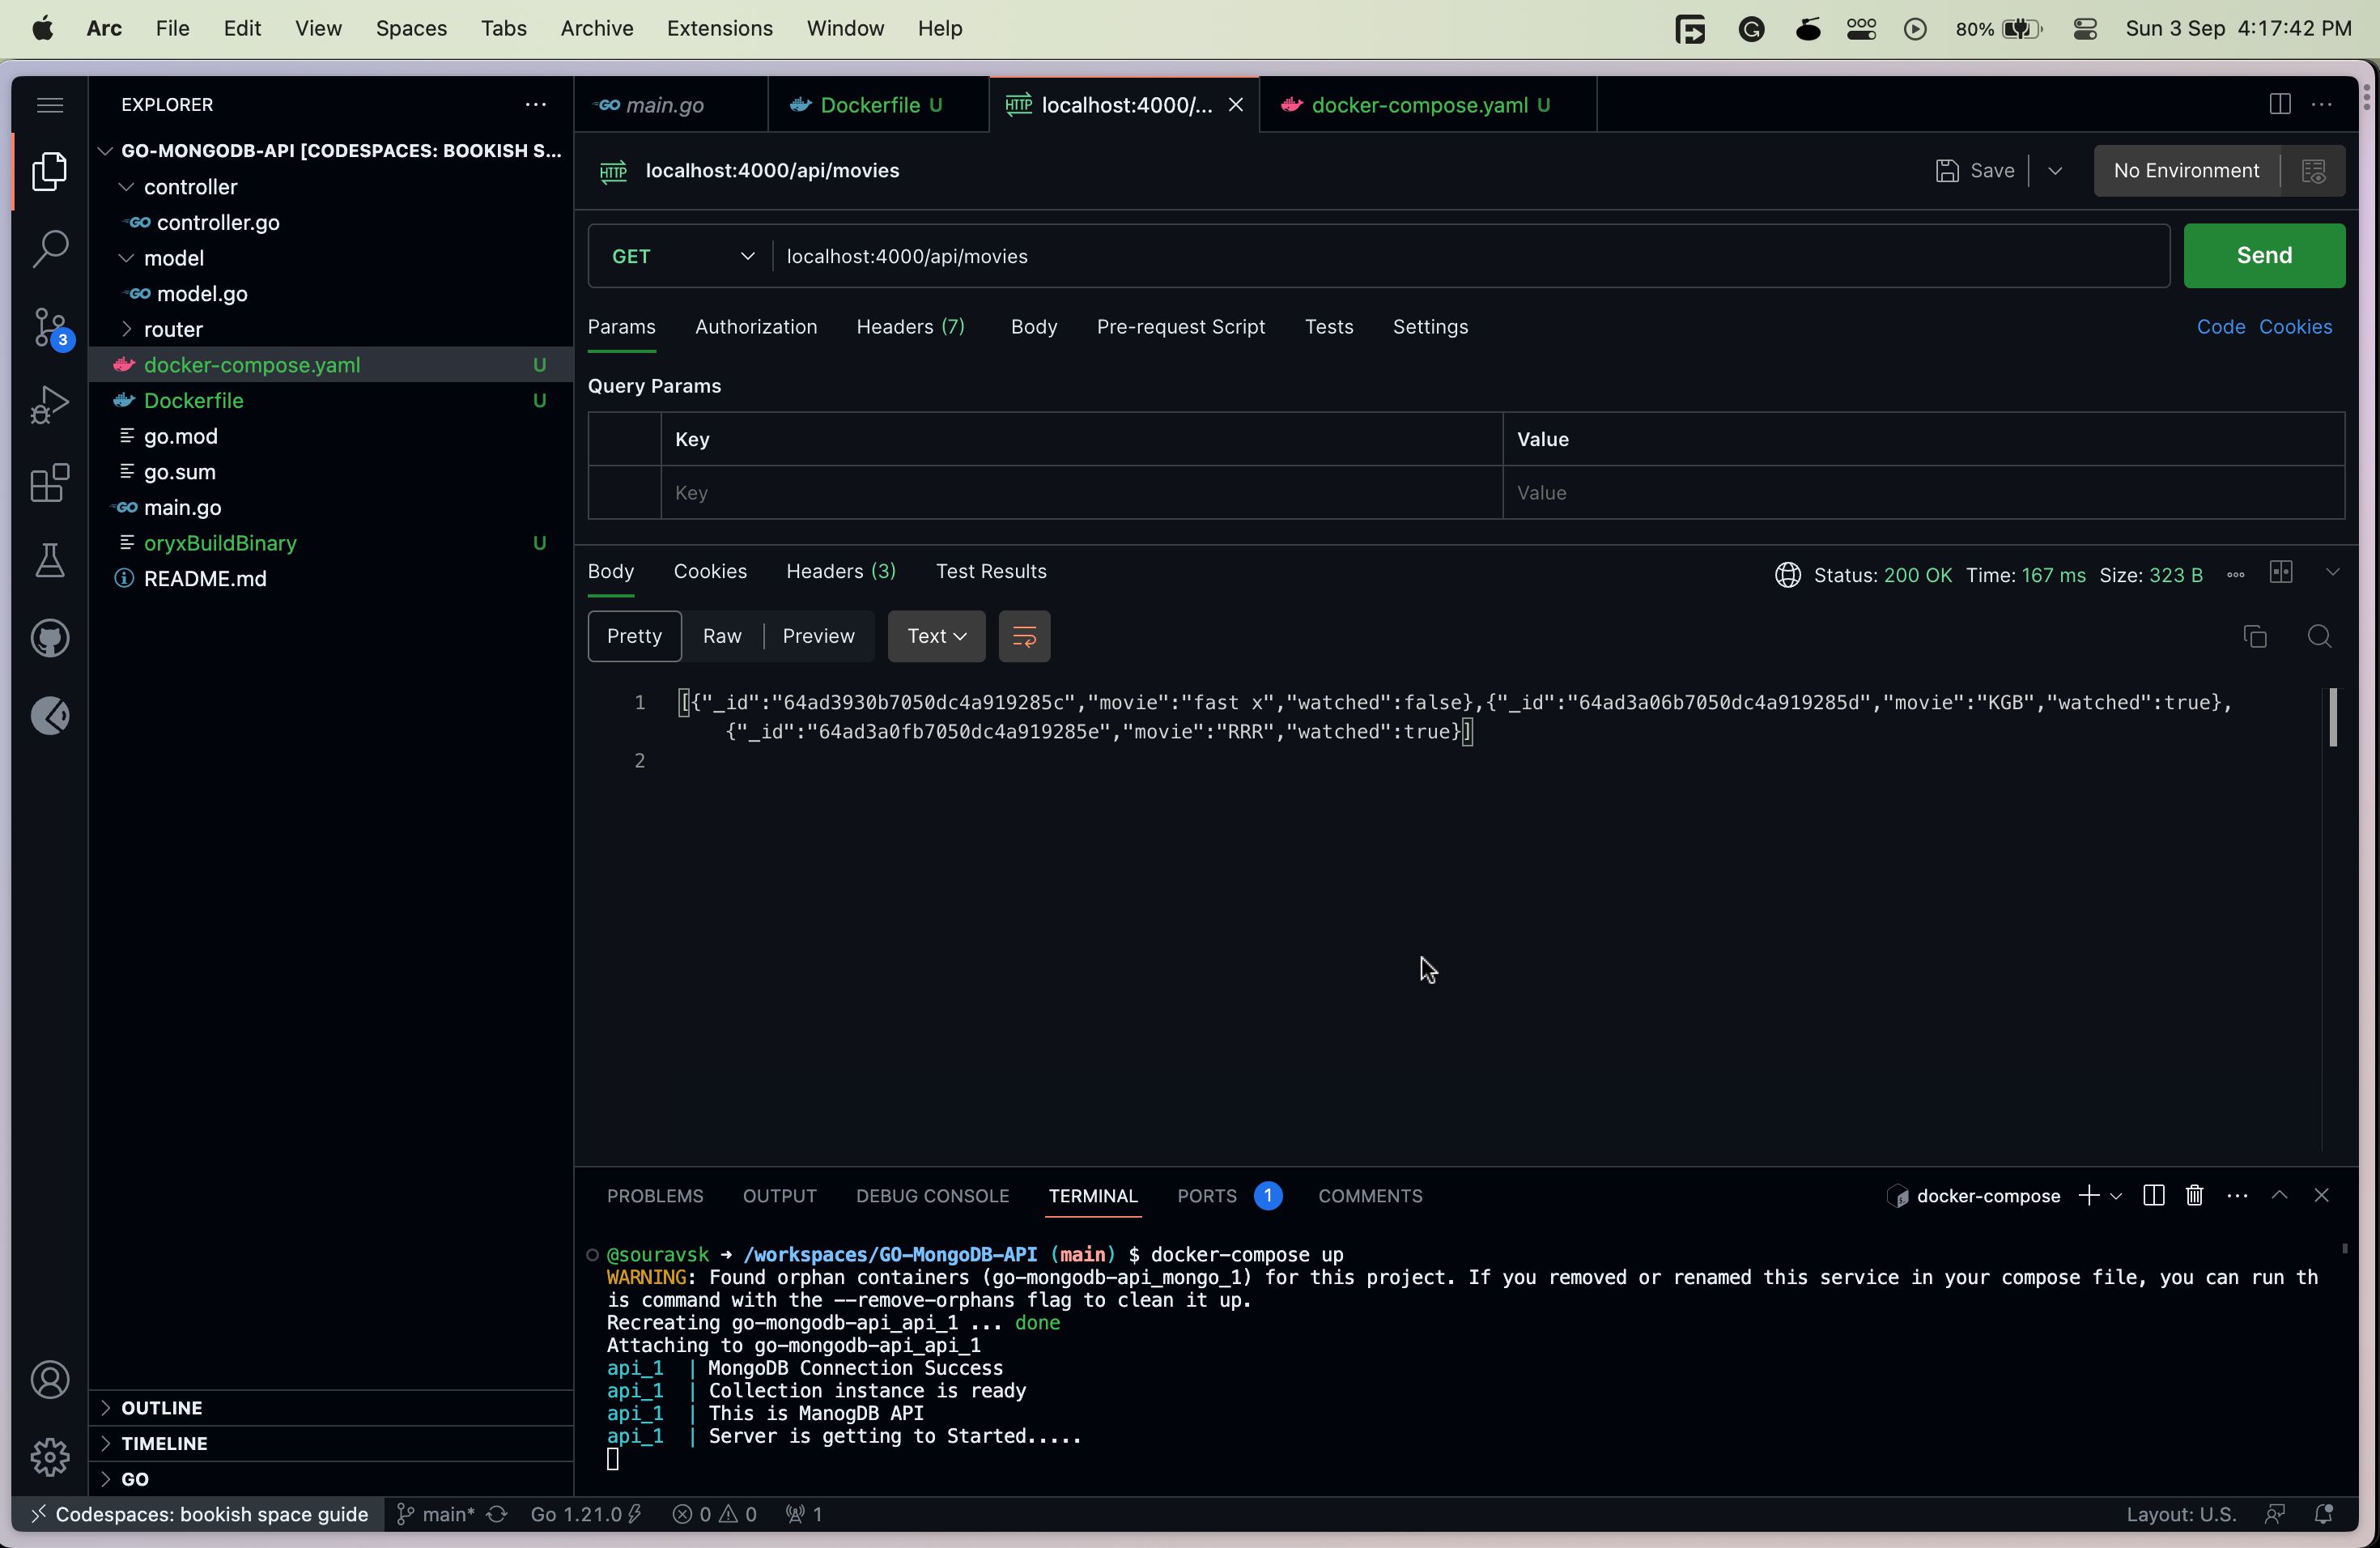 Arc File Edit View Spaces Tabs Archive Extensions Window Help 80% Sun 3 Sep 4:17:42 PM
EXPLORER
GO-MONGODB-API [CODESPACES: BOOKISH S...
controller
GO controller.go
model
GO model.go
router
docker-compose.yaml U
Dockerfile U
go.mod
go.sum
GO main.go
oryxBuildBinary U
README.md
3
OUTLINE
TIMELINE
GO
GO main.go Dockerfile U HTTP localhost:4000/... docker-compose.yaml U
HTTP localhost:4000/api/movies Save No Environment
GET localhost:4000/api/movies Send
Params Authorization Headers (7) Body Pre-request Script Tests Settings Code Cookies
Query Params
Key Value
Key Value
Body Cookies Headers (3) Test Results Status: 200 OK Time: 167 ms Size: 323 B
Pretty Raw Preview Text
1 [{"_id":"64ad3930b7050dc4a919285c","movie":"fast x","watched":false},{"_id":"64ad3a06b7050dc4a919285d","movie":"KGB","watched":true},
{"_id":"64ad3a0fb7050dc4a919285e","movie":"RRR","watched":true}]
2
PROBLEMS OUTPUT DEBUG CONSOLE TERMINAL PORTS 1 COMMENTS docker-compose
@souravsk ➜ /workspaces/GO-MongoDB-API (main) $ docker-compose up
WARNING: Found orphan containers (go-mongodb-api_mongo_1) for this project. If you removed or renamed this service in your compose file, you can run th
is command with the --remove-orphans flag to clean it up.
Recreating go-mongodb-api_api_1 ... done
Attaching to go-mongodb-api_api_1
api_1 | MongoDB Connection Success
api_1 | Collection instance is ready
api_1 | This is ManogDB API
api_1 | Server is getting to Started.....
Codespaces: bookish space guide main* Go 1.21.0 0 0 1 Layout: U.S.